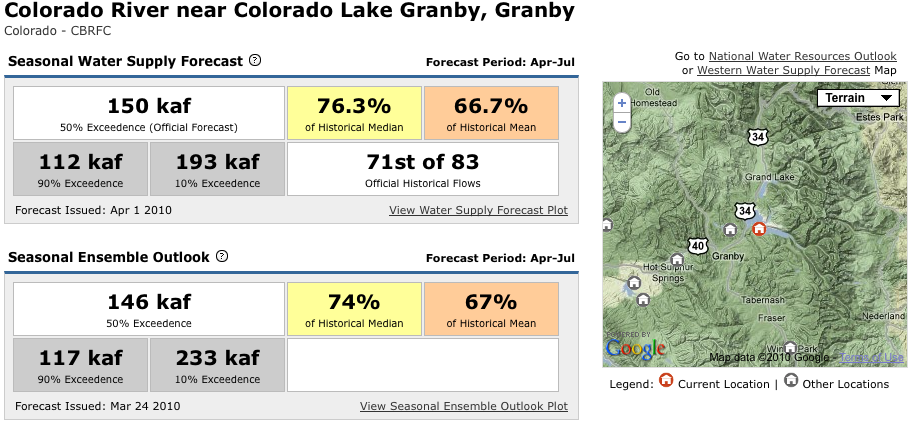 Colorado River near Colorado Lake Granby, Granby
Colorado - CBRFC
Seasonal Water Supply Forecast ?
Forecast Period: Apr-Jul
150 kaf
50% Exceedence (Official Forecast)
76.3%
of Historical Median
66.7%
of Historical Mean
112 kaf
90% Exceedence
193 kaf
10% Exceedence
71st of 83
Official Historical Flows
Forecast Issued: Apr 1 2010
View Water Supply Forecast Plot
Seasonal Ensemble Outlook ?
Forecast Period: Apr-Jul
146 kaf
50% Exceedence
74%
of Historical Median
67%
of Historical Mean
117 kaf
90% Exceedence
233 kaf
10% Exceedence
Forecast Issued: Mar 24 2010
View Seasonal Ensemble Outlook Plot
Go to National Water Resources Outlook
or Western Water Supply Forecast Map
+
−
Terrain
Old
Homestead
Estes Park
34
Grand Lake
34
40
Granby
Hot Sulphur
Springs
Tabernash
Fraser
Nederland
Winter Park
POWERED BY
Google
Map data ©2010 Google - Terms of Use
Legend: Current Location | Other Locations